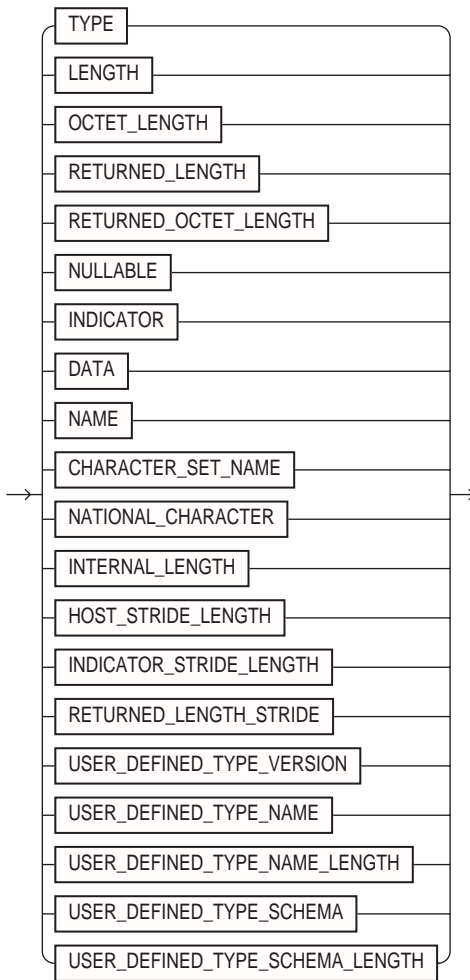 TYPE
LENGTH
OCTET_LENGTH
RETURNED_LENGTH
RETURNED_OCTET_LENGTH
NULLABLE
INDICATOR
DATA
NAME
CHARACTER_SET_NAME
NATIONAL_CHARACTER
INTERNAL_LENGTH
HOST_STRIDE_LENGTH
INDICATOR_STRIDE_LENGTH
RETURNED_LENGTH_STRIDE
USER_DEFINED_TYPE_VERSION
USER_DEFINED_TYPE_NAME
USER_DEFINED_TYPE_NAME_LENGTH
USER_DEFINED_TYPE_SCHEMA
USER_DEFINED_TYPE_SCHEMA_LENGTH